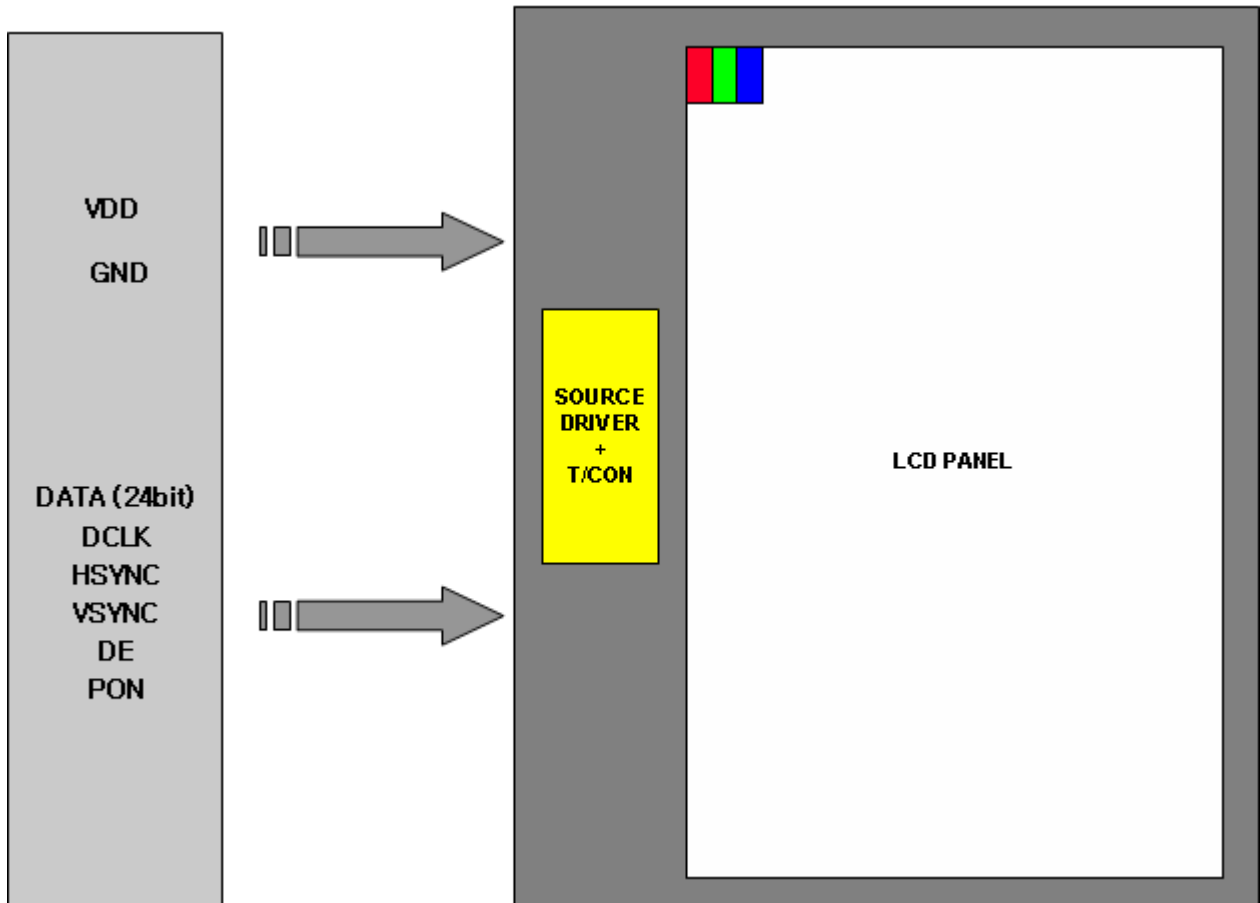 VDD
GND
DATA (24bit)
DCLK
HSYNC
VSYNC
DE
PON
SOURCE
DRIVER
+
T/CON
LCD PANEL